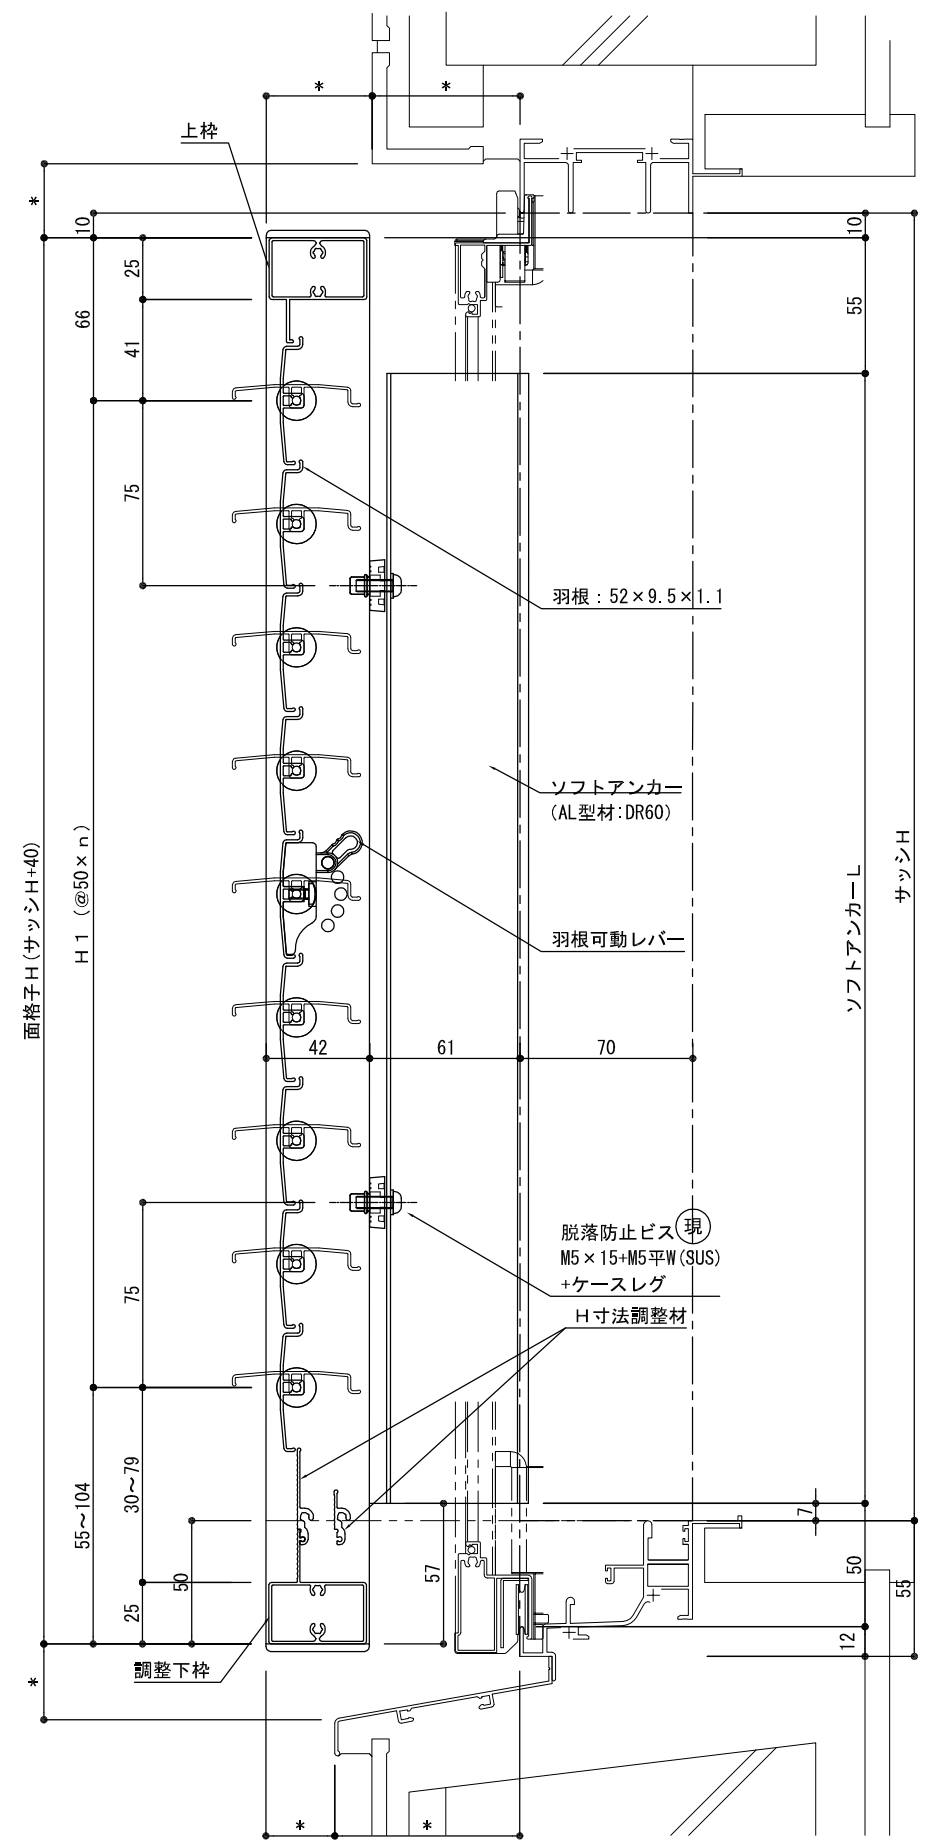 *
*
上枠
*
10
10
25
66
55
41
75
羽根：52×9.5×1.1
ソフトアンカー
(AL型材:DR60)
サッシH
面格子H(サッシH+40)
H1 (@50×n)
ソフトアンカーL
羽根可動レバー
42
61
70
脱落防止ビス 現
M5×15+M5平W(SUS)
+ケースレグ
75
H寸法調整材
30～79
55～104
7
57
50
50
55
25
12
調整下枠
*
*
*